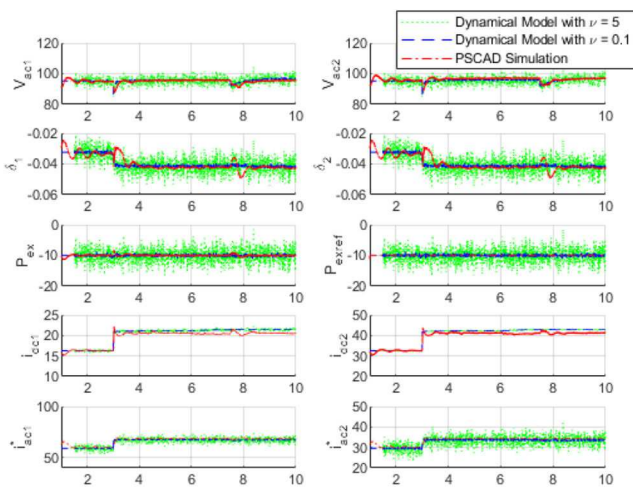 Dynamical Model with ν = 5
Dynamical Model with ν = 0.1
PSCAD Simulation
120
100
80
V_ac1
2 4 6 8 10
120
100
80
V_ac2
2 4 6 8 10
-0.02
-0.04
-0.06
δ_1
2 4 6 8 10
-0.02
-0.04
-0.06
δ_2
2 4 6 8 10
0
-10
-20
P_ex
2 4 6 8 10
0
-10
-20
P_exref
2 4 6 8 10
25
20
15
10
i_dc1
2 4 6 8 10
50
40
30
20
i_dc2
2 4 6 8 10
100
50
i*_ac1
2 4 6 8 10
50
40
30
20
i*_ac2
2 4 6 8 10